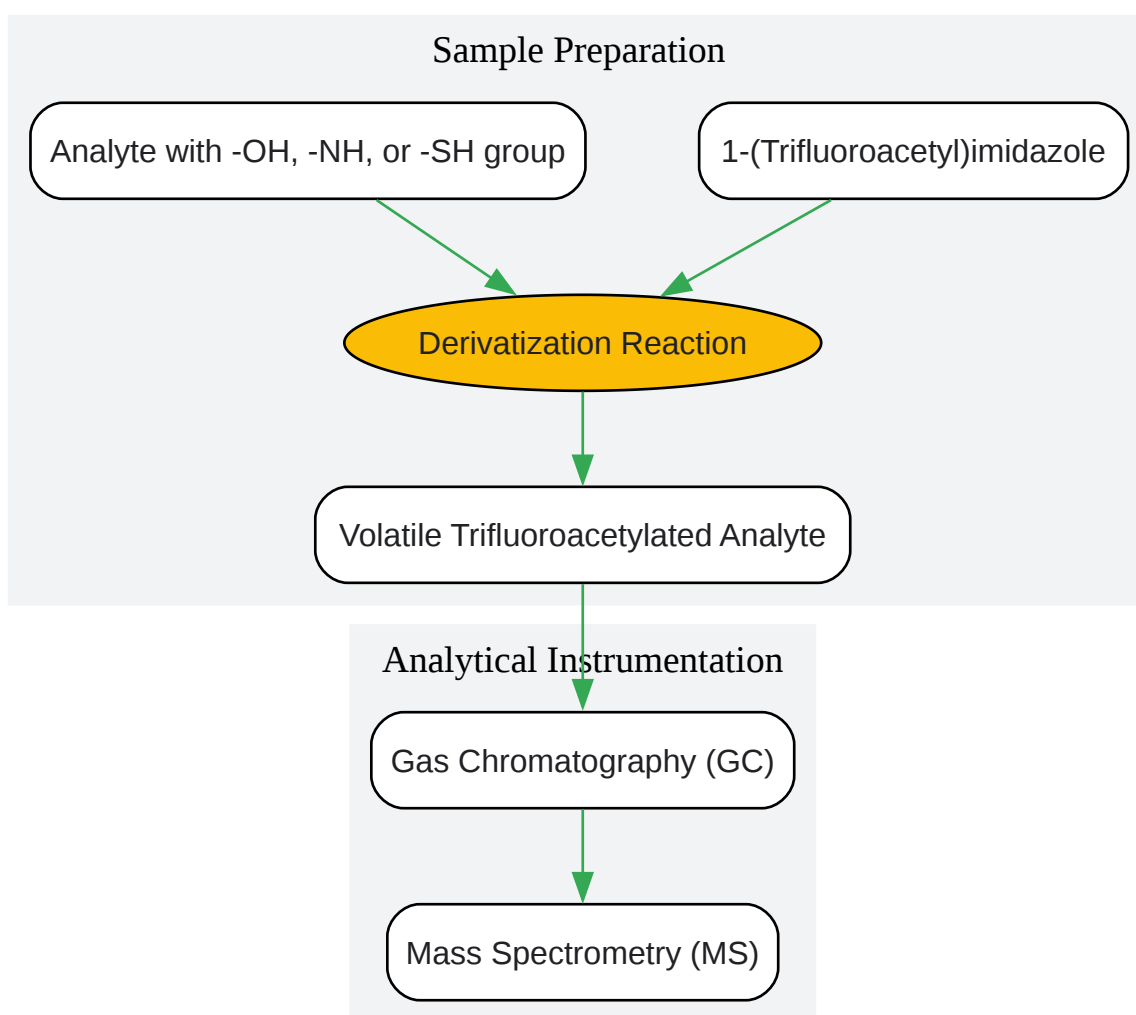 Sample Preparation
Analyte with -OH, -NH, or -SH group
1-(Trifluoroacetyl)imidazole
Derivatization Reaction
Volatile Trifluoroacetylated Analyte
Analytical Instrumentation
Gas Chromatography (GC)
Mass Spectrometry (MS)